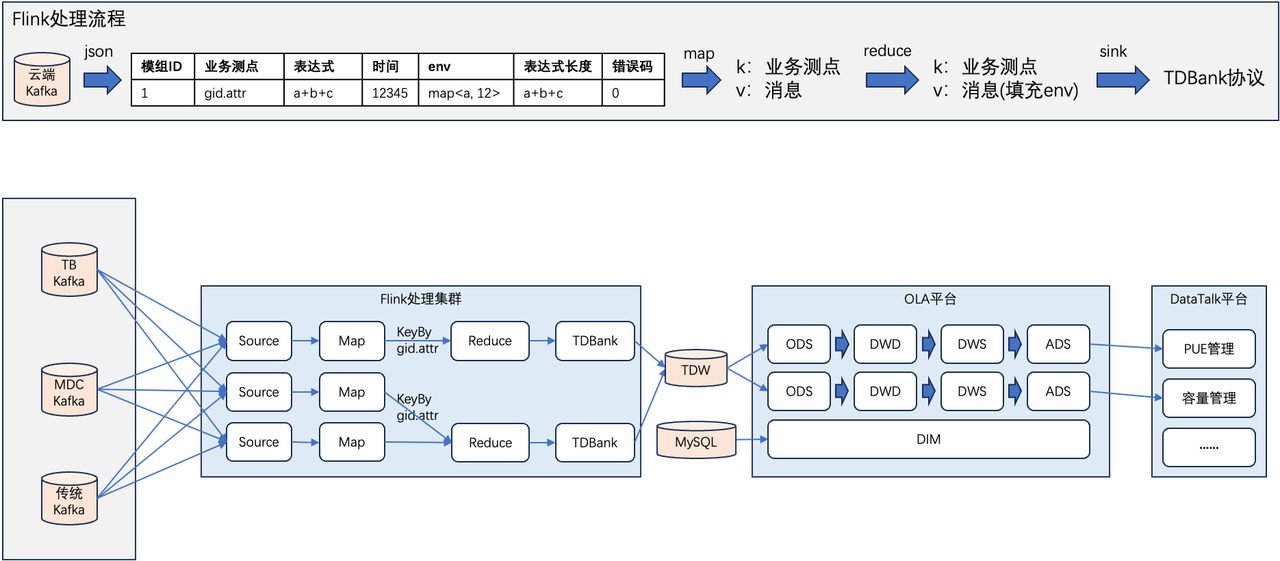 Flink处理流程
云端
Kafka
json
模组ID 业务测点 表达式 时间 env 表达式长度 错误码
1 gid.attr a+b+c 12345 map<a, 12> a+b+c 0
map
k: 业务测点
v: 消息
reduce
k: 业务测点
v: 消息(填充env)
sink
TDBank协议
TB
Kafka
MDC
Kafka
传统
Kafka
Flink处理集群
Source Map KeyBy
gid.attr
Reduce TDBank
Source Map KeyBy
gid.attr
Source Map Reduce TDBank
TDW
MySQL
OLA平台
ODS DWD DWS ADS
ODS DWD DWS ADS
DIM
DataTalk平台
PUE管理
容量管理
......